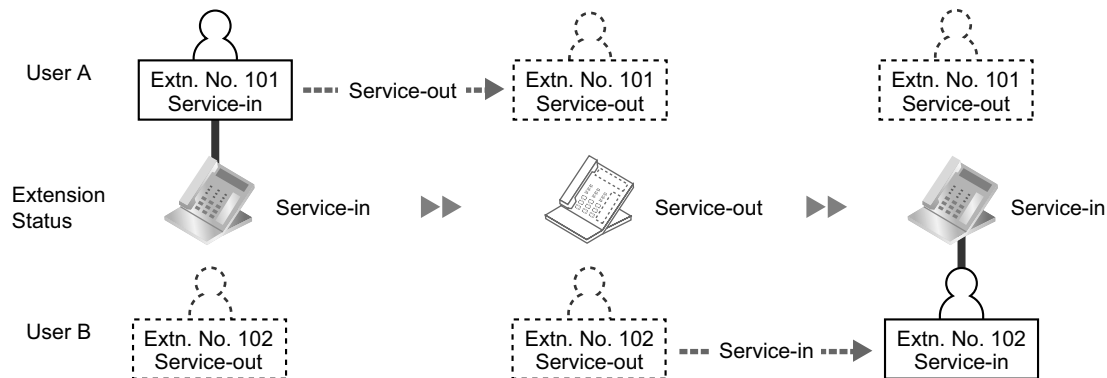 User A
Extn. No. 101
Service-in
Service-out
Extn. No. 101
Service-out
Extn. No. 101
Service-out
Extension
Status
Service-in
Service-out
Service-in
User B
Extn. No. 102
Service-out
Extn. No. 102
Service-out
Service-in
Extn. No. 102
Service-in